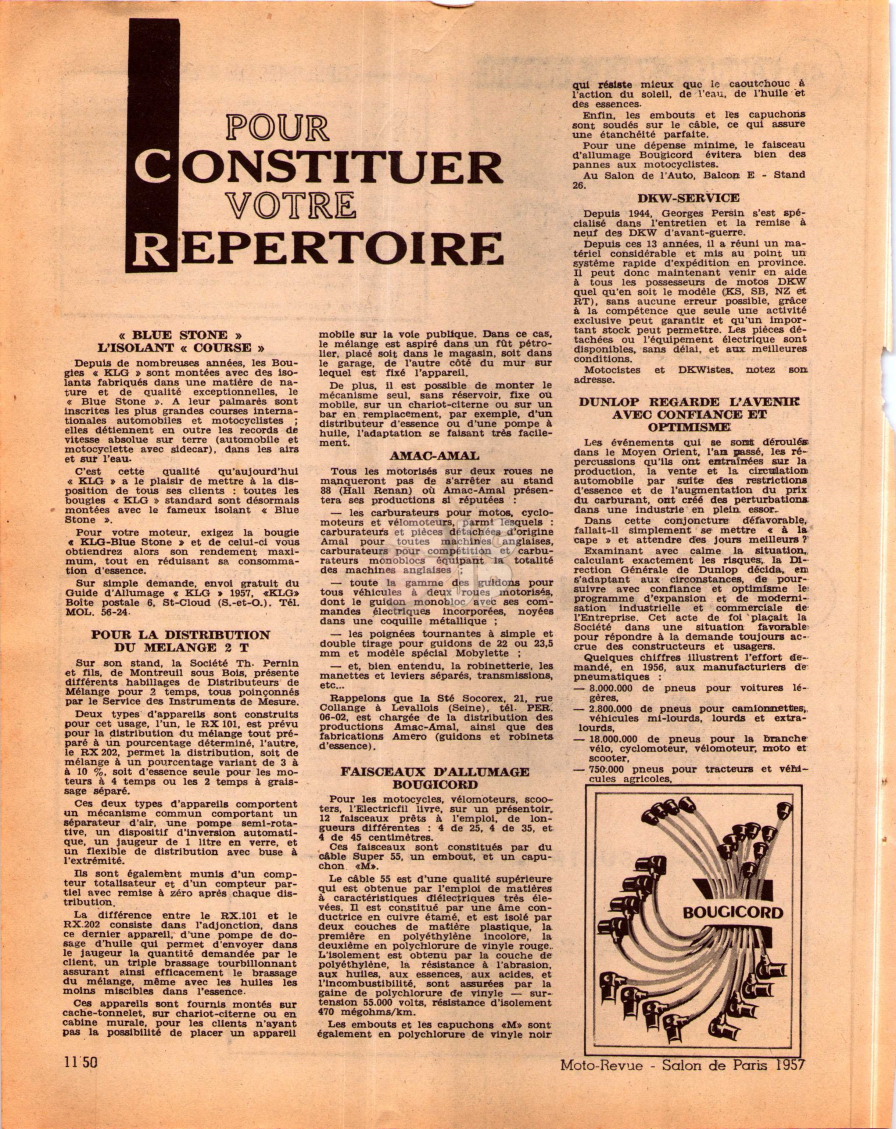 POUR
CONSTITUER
VOTRE
REPERTOIRE
« BLUE STONE »
L'ISOLANT « COURSE »
Depuis de nombreuses années, les Bou-
gies « KLG » sont montées avec des iso-
lants fabriqués dans une matière de na-
ture et de qualité exceptionnelles, le
« Blue Stone ». A leur palmarès sont
inscrites les plus grandes courses interna-
tionales automobiles et motocyclistes ;
elles détiennent en outre les records de
vitesse absolue sur terre (automobile et
motocyclette avec sidecar), dans les airs
et sur l'eau.
C'est cette qualité qu'aujourd'hui
« KLG » a le plaisir de mettre à la dis-
position de tous ses clients : toutes les
bougies « KLG » standard sont désormais
montées avec le fameux isolant « Blue
Stone ».
Pour votre moteur, exigez la bougie
« KLG-Blue Stone » et de celui-ci vous
obtiendrez alors son rendement maxi-
mum, tout en réduisant sa consomma-
tion d'essence.
Sur simple demande, envoi gratuit du
Guide d'Allumage « KLG » 1957, «KLG»
Boîte postale 6, St-Cloud (S.-et-O.). Tél.
MOL. 56-24.
POUR LA DISTRIBUTION
DU MELANGE 2 T
Sur son stand, la Société Th. Pernin
et fils, de Montreuil sous Bois, présente
différents habillages de Distributeurs de
Mélange pour 2 temps, tous poinçonnés
par le Service des Instruments de Mesure.
Deux types d'appareils sont construits
pour cet usage, l'un, le RX 101, est prévu
pour la distribution du mélange tout pré-
paré à un pourcentage déterminé, l'autre,
le RX 202, permet la distribution, soit de
mélange à un pourcentage variant de 3 à
à 10 %, soit d'essence seule pour les mo-
teurs à 4 temps ou les 2 temps à grais-
sage séparé.
Ces deux types d'appareils comportent
un mécanisme commun comportant un
séparateur d'air, une pompe semi-rota-
tive, un dispositif d'inversion automati-
que, un jaugeur de 1 litre en verre, et
un flexible de distribution avec buse à
l'extrémité.
Ils sont également munis d'un comp-
teur totalisateur et d'un compteur par-
tiel avec remise à zéro après chaque dis-
tribution.
La différence entre le RX.101 et le
RX.202 consiste dans l'adjonction, dans
ce dernier appareil, d'une pompe de do-
sage d'huile qui permet d'envoyer dans
le jaugeur la quantité demandée par le
client, un triple brassage tourbillonnant
assurant ainsi efficacement le brassage
du mélange, même avec les huiles les
moins miscibles dans l'essence.
Ces appareils sont fournis montés sur
cache-tonnelet, sur chariot-citerne ou en
cabine murale, pour les clients n'ayant
pas la possibilité de placer un appareil
mobile sur la voie publique. Dans ce cas,
le mélange est aspiré dans un fût pétro-
lier, placé soit dans le magasin, soit dans
le garage, de l'autre côté du mur sur
lequel est fixé l'appareil.
De plus, il est possible de monter le
mécanisme seul, sans réservoir, fixe ou
mobile, sur un chariot-citerne ou sur un
bar en remplacement, par exemple, d'un
distributeur d'essence ou d'une pompe à
huile, l'adaptation se faisant très facile-
ment.
AMAC-AMAL
Tous les motorisés sur deux roues ne
manqueront pas de s'arrêter au stand
88 (Hall Renan) où Amac-Amal présen-
tera ses productions si réputées :
— les carburateurs pour motos, cyclo-
moteurs et vélomoteurs, parmi lesquels :
carburateurs et pièces détachées d'origine
Amal pour toutes machines anglaises,
carburateurs pour compétition et carbu-
rateurs monoblocs équipant la totalité
des machines anglaises ;
— toute la gamme des guidons pour
tous véhicules à deux roues motorisés,
dont le guidon monobloc avec ses com-
mandes électriques incorporées, noyées
dans une coquille métallique ;
— les poignées tournantes à simple et
double tirage pour guidons de 22 ou 23,5
mm et modèle spécial Mobylette ;
— et, bien entendu, la robinetterie, les
manettes et leviers séparés, transmissions,
etc...
Rappelons que la Sté Socorex, 21, rue
Collange à Levallois (Seine), tél. PER.
06-02, est chargée de la distribution des
productions Amac-Amal, ainsi que des
fabrications Amero (guidons et robinets
d'essence).
FAISCEAUX D'ALLUMAGE
BOUGICORD
Pour les motocycles, vélomoteurs, scoo-
ters, l'Electricfil livre, sur un présentoir,
12 faisceaux prêts à l'emploi, de lon-
gueurs différentes : 4 de 25, 4 de 35, et
4 de 45 centimètres.
Ces faisceaux sont constitués par du
câble Super 55, un embout, et un capu-
chon «M».
Le câble 55 est d'une qualité supérieure
qui est obtenue par l'emploi de matières
à caractéristiques diélectriques très éle-
vées. Il est constitué par une âme con-
ductrice en cuivre étamé, et est isolé par
deux couches de matière plastique, la
première en polyéthylène incolore, la
deuxième en polychlorure de vinyle rouge.
L'isolement est obtenu par la couche de
polyéthylène, la résistance à l'abrasion,
aux huiles, aux essences, aux acides, et
l'incombustibilité, sont assurées par la
gaine de polychlorure de vinyle — sur-
tension 55.000 volts, résistance d'isolement
470 mégohms/km.
Les embouts et les capuchons «M» sont
également en polychlorure de vinyle noir
qui résiste mieux que le caoutchouc à
l'action du soleil, de l'eau, de l'huile et
des essences.
Enfin, les embouts et les capuchons
sont soudés sur le câble, ce qui assure
une étanchéité parfaite.
Pour une dépense minime, le faisceau
d'allumage Bougicord évitera bien des
pannes aux motocyclistes.
Au Salon de l'Auto, Balcon E - Stand
26.
DKW-SERVICE
Depuis 1944, Georges Persin s'est spé-
cialisé dans l'entretien et la remise à
neuf des DKW d'avant-guerre.
Depuis ces 13 années, il a réuni un ma-
tériel considérable et mis au point un
système rapide d'expédition en province.
Il peut donc maintenant venir en aide
à tous les possesseurs de motos DKW
quel qu'en soit le modèle (KS, SB, NZ et
RT), sans aucune erreur possible, grâce
à la compétence que seule une activité
exclusive peut garantir et qu'un impor-
tant stock peut permettre. Les pièces dé-
tachées ou l'équipement électrique sont
disponibles, sans délai, et aux meilleures
conditions.
Motocistes et DKWistes, notez son
adresse.
DUNLOP REGARDE L'AVENIR
AVEC CONFIANCE ET
OPTIMISME
Les événements qui se sont déroulés
dans le Moyen Orient, l'an passé, les ré-
percussions qu'ils ont entraînées sur la
production, la vente et la circulation
automobile par suite des restrictions
d'essence et de l'augmentation du prix
du carburant, ont créé des perturbations
dans une industrie en plein essor.
Dans cette conjoncture défavorable,
fallait-il simplement se mettre « à la
cape » et attendre des jours meilleurs ?
Examinant avec calme la situation,
calculant exactement les risques, la Di-
rection Générale de Dunlop décida, en
s'adaptant aux circonstances, de pour-
suivre avec confiance et optimisme le
programme d'expansion et de moderni-
sation industrielle et commerciale de
l'Entreprise. Cet acte de foi plaçait la
Société dans une situation favorable
pour répondre à la demande toujours ac-
crue des constructeurs et usagers.
Quelques chiffres illustrent l'effort de-
mandé, en 1956, aux manufacturiers de
pneumatiques :
— 8.000.000 de pneus pour voitures lé-
gères,
— 2.800.000 de pneus pour camionnettes,
véhicules mi-lourds, lourds et extra-
lourds,
— 18.000.000 de pneus pour la branche
vélo, cyclomoteur, vélomoteur, moto et
scooter,
— 750.000 pneus pour tracteurs et véhi-
cules agricoles,
BOUGICORD
11 50
Moto-Revue - Salon de Paris 1957